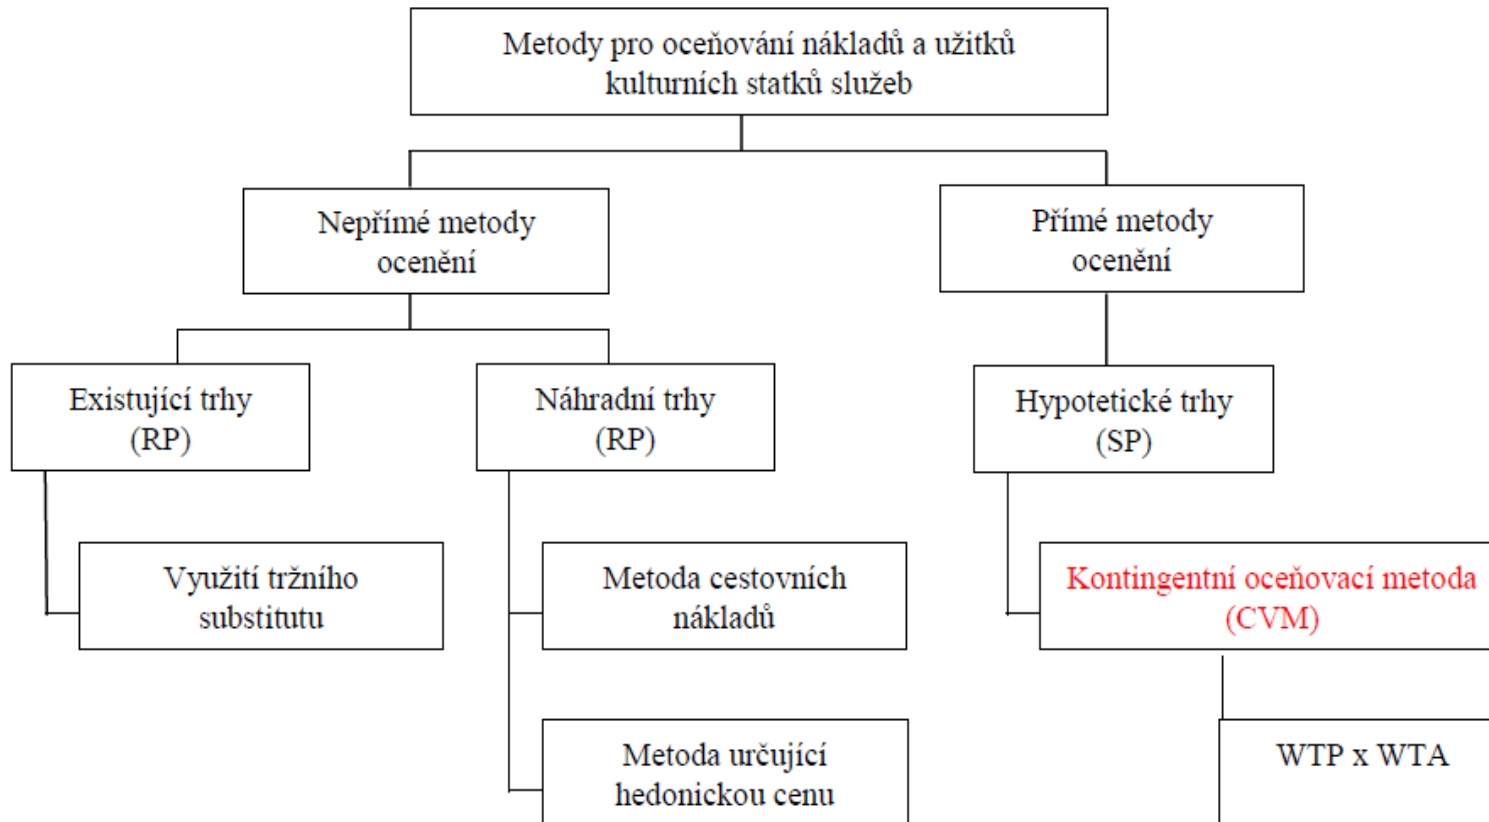 Metody pro oceňování nákladů a užitků
kulturních statků služeb
Nepřímé metody
ocenění
Přímé metody
ocenění
Existující trhy
(RP)
Náhradní trhy
(RP)
Hypotetické trhy
(SP)
Využití tržního
substitutu
Metoda cestovních
nákladů
Kontingentní oceňovací metoda
(CVM)
Metoda určující
hedonickou cenu
WTP x WTA